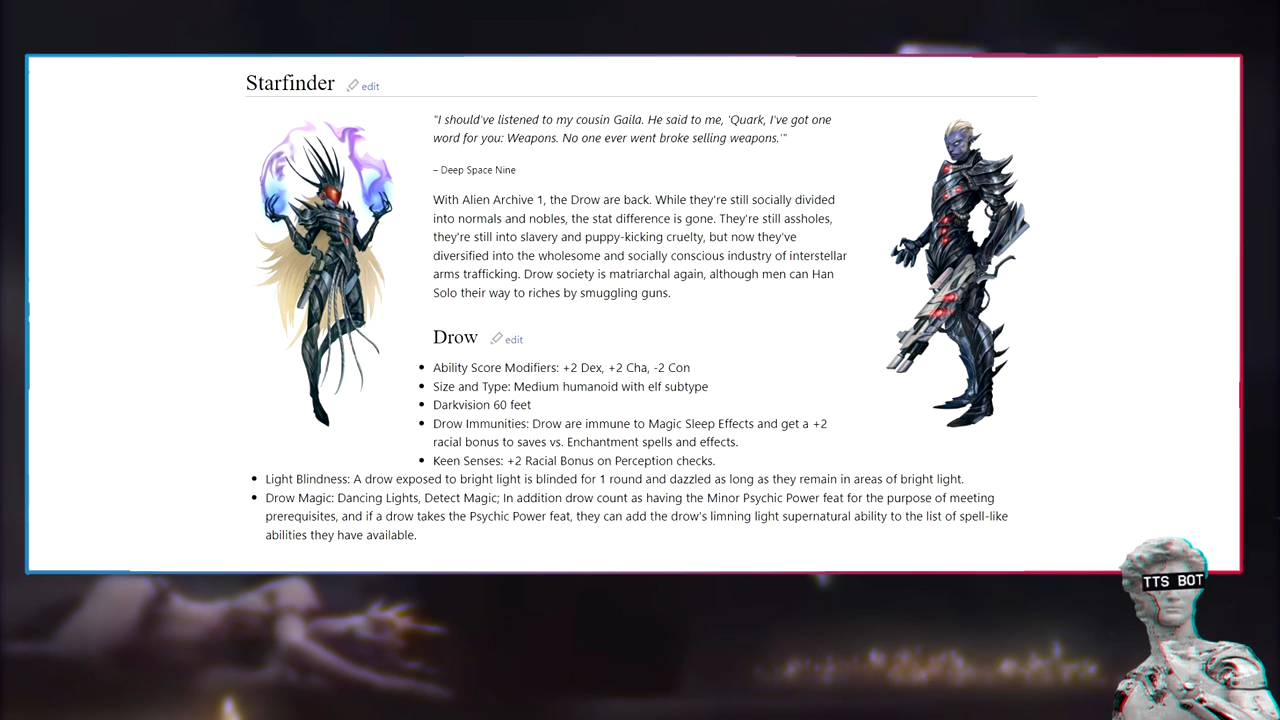 Starfinder edit
"I should've listened to my cousin Gaila. He said to me, 'Quark, I've got one
word for you: Weapons. No one ever went broke selling weapons.'"
– Deep Space Nine
With Alien Archive 1, the Drow are back. While they're still socially divided
into normals and nobles, the stat difference is gone. They're still assholes,
they're still into slavery and puppy-kicking cruelty, but now they've
diversified into the wholesome and socially conscious industry of interstellar
arms trafficking. Drow society is matriarchal again, although men can Han
Solo their way to riches by smuggling guns.
Drow edit
• Ability Score Modifiers: +2 Dex, +2 Cha, -2 Con
• Size and Type: Medium humanoid with elf subtype
• Darkvision 60 feet
• Drow Immunities: Drow are immune to Magic Sleep Effects and get a +2
racial bonus to saves vs. Enchantment spells and effects.
• Keen Senses: +2 Racial Bonus on Perception checks.
• Light Blindness: A drow exposed to bright light is blinded for 1 round and dazzled as long as they remain in areas of bright light.
• Drow Magic: Dancing Lights, Detect Magic; In addition drow count as having the Minor Psychic Power feat for the purpose of meeting
prerequisites, and if a drow takes the Psychic Power feat, they can add the drow's limning light supernatural ability to the list of spell-like
abilities they have available.
TTS BOT